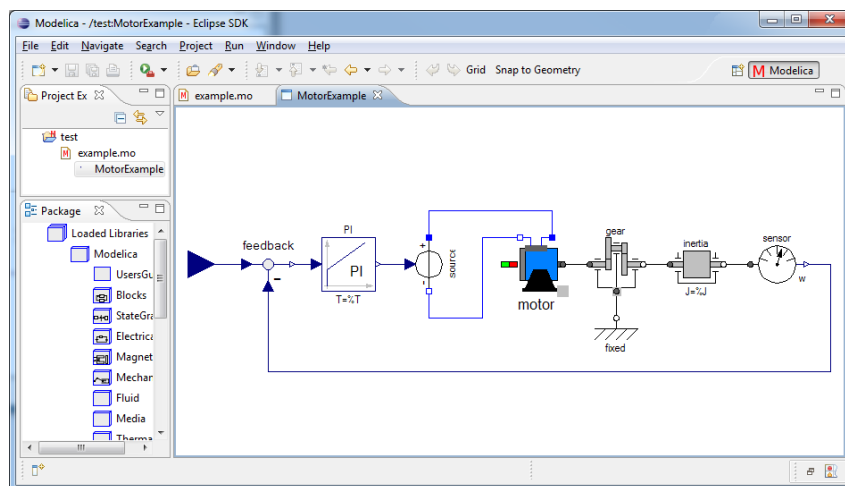 Modelica - /test:MotorExample - Eclipse SDK
File Edit Navigate Search Project Run Window Help
Grid Snap to Geometry
Modelica
Project Ex
example.mo
MotorExample
test
example.mo
MotorExample
Package
Loaded Libraries
Modelica
UsersGu
Blocks
StateGra
Electrica
Magnet
Mechar
Fluid
Media
Therma
feedback
PI
PI
T=%T
+
-
source
motor
gear
fixed
inertia
J=%J
sensor
w